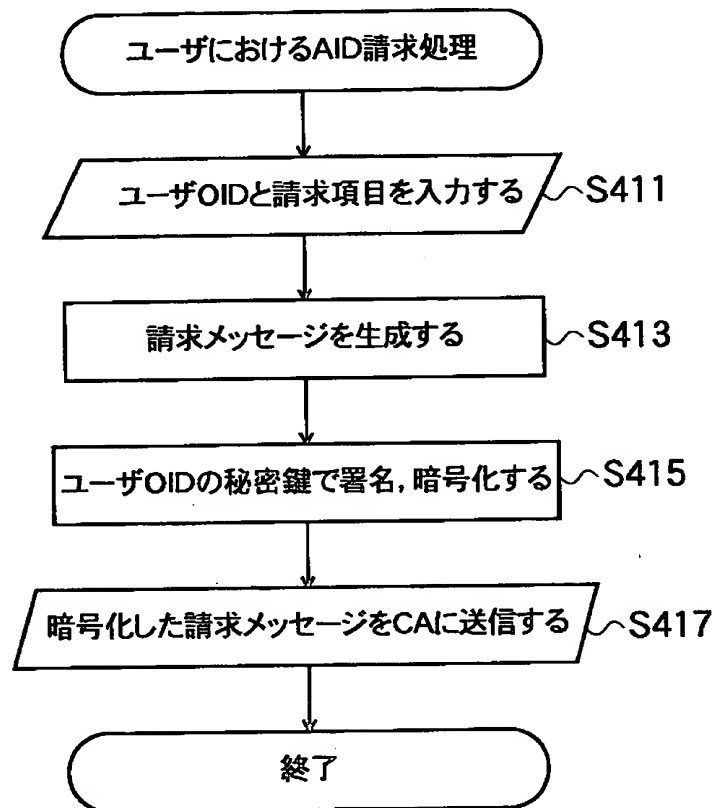 ユーザにおけるAID請求処理
ユーザOIDと請求項目を入力する
S411
請求メッセージを生成する
S413
ユーザOIDの秘密鍵で署名,暗号化する
S415
暗号化した請求メッセージをCAに送信する
S417
終了